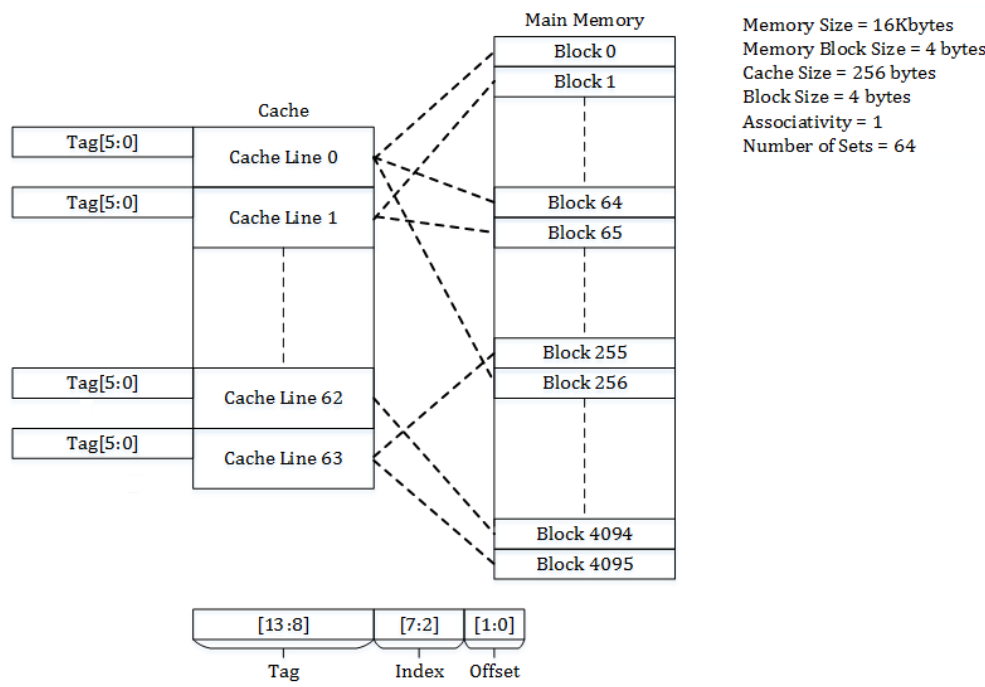 Main Memory
Block 0
Block 1
Block 64
Block 65
Block 255
Block 256
Block 4094
Block 4095
Memory Size = 16Kbytes
Memory Block Size = 4 bytes
Cache Size = 256 bytes
Block Size = 4 bytes
Associativity = 1
Number of Sets = 64
Cache
Tag[5:0]
Cache Line 0
Tag[5:0]
Cache Line 1
Tag[5:0]
Cache Line 62
Tag[5:0]
Cache Line 63
[13:8]
[7:2]
[1:0]
Tag
Index
Offset